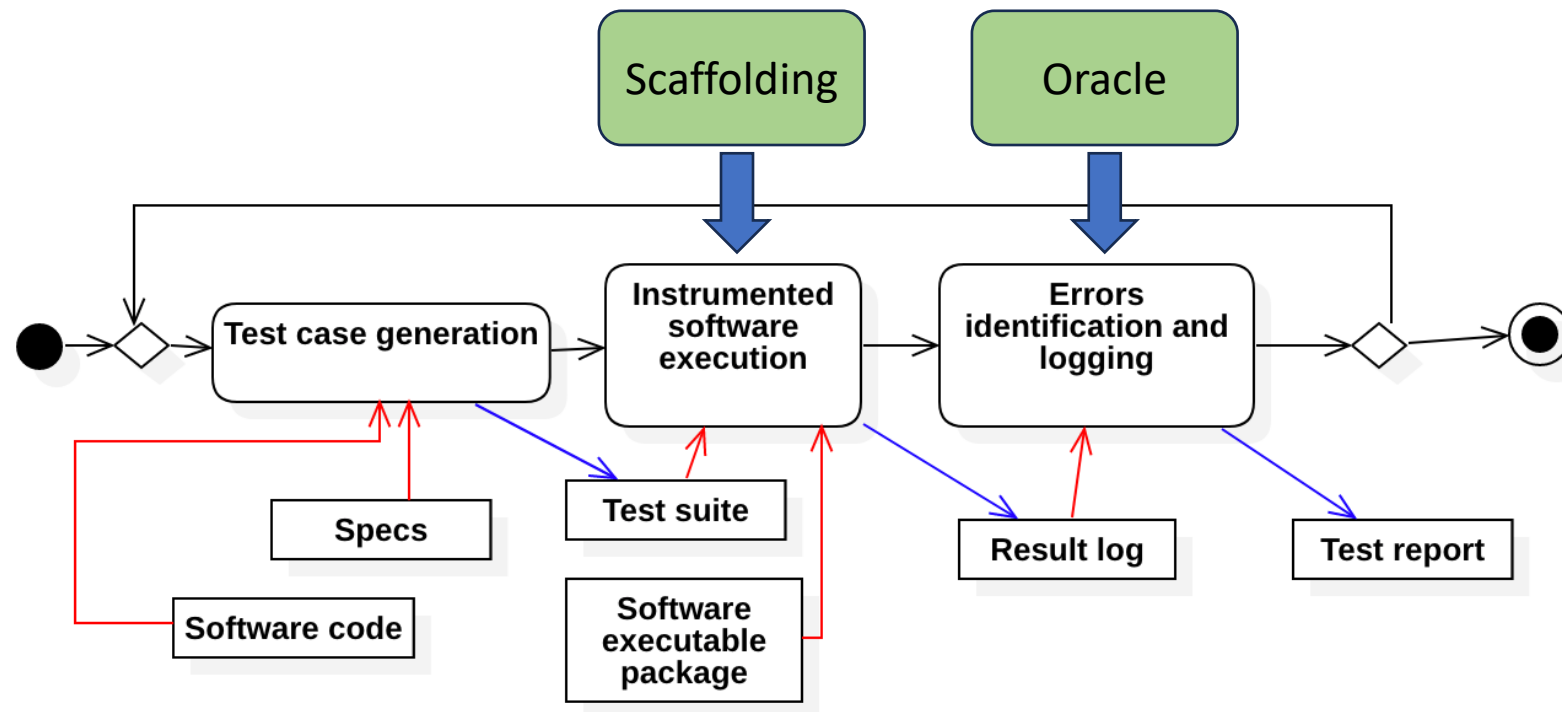 Scaffolding
Oracle
Test case generation
Instrumented
software
execution
Errors
identification and
logging
Specs
Test suite
Result log
Test report
Software code
Software
executable
package